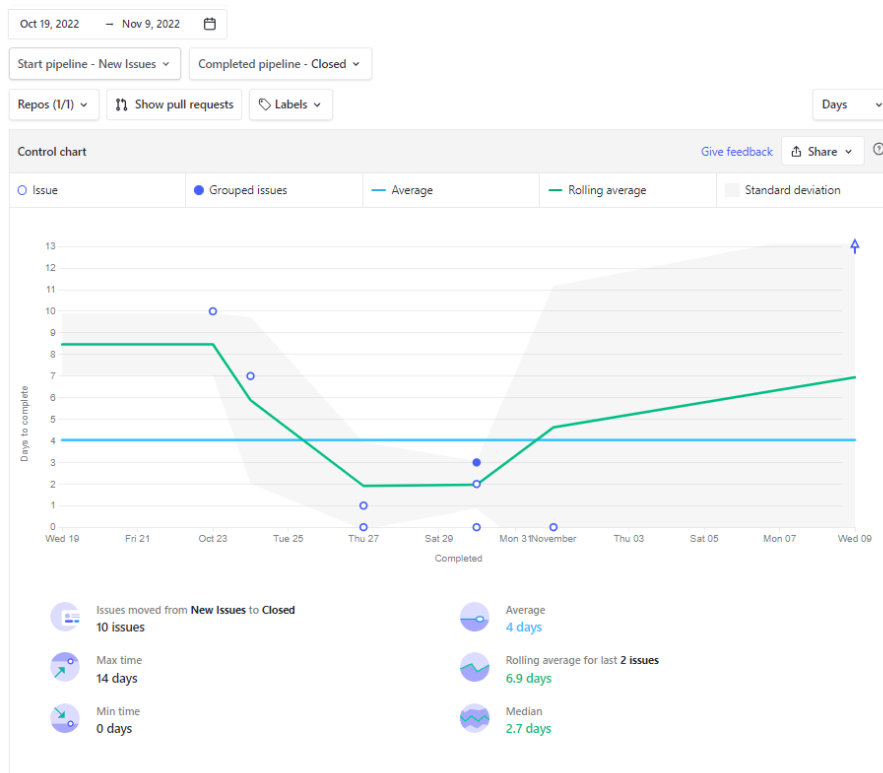 Oct 19, 2022 → Nov 9, 2022
Start pipeline - New Issues Completed pipeline - Closed
Repos (1/1) Show pull requests Labels Days
Control chart Give feedback Share
Issue Grouped issues Average Rolling average Standard deviation
13
12
11
10
9
8
7
6
5
4
3
2
1
0
Days to complete
Wed 19 Fri 21 Oct 23 Tue 25 Thu 27 Sat 29 Mon 31 November Thu 03 Sat 05 Mon 07 Wed 09
Completed
Issues moved from New Issues to Closed
10 issues
Average
4 days
Max time
14 days
Rolling average for last 2 issues
6.9 days
Min time
0 days
Median
2.7 days